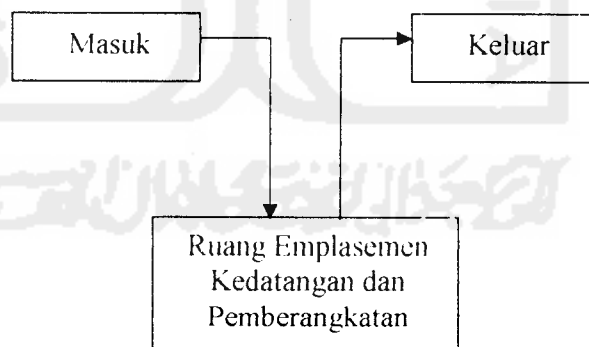 Masuk
Keluar
Ruang Emplasemen
Kedatangan dan
Pemberangkatan